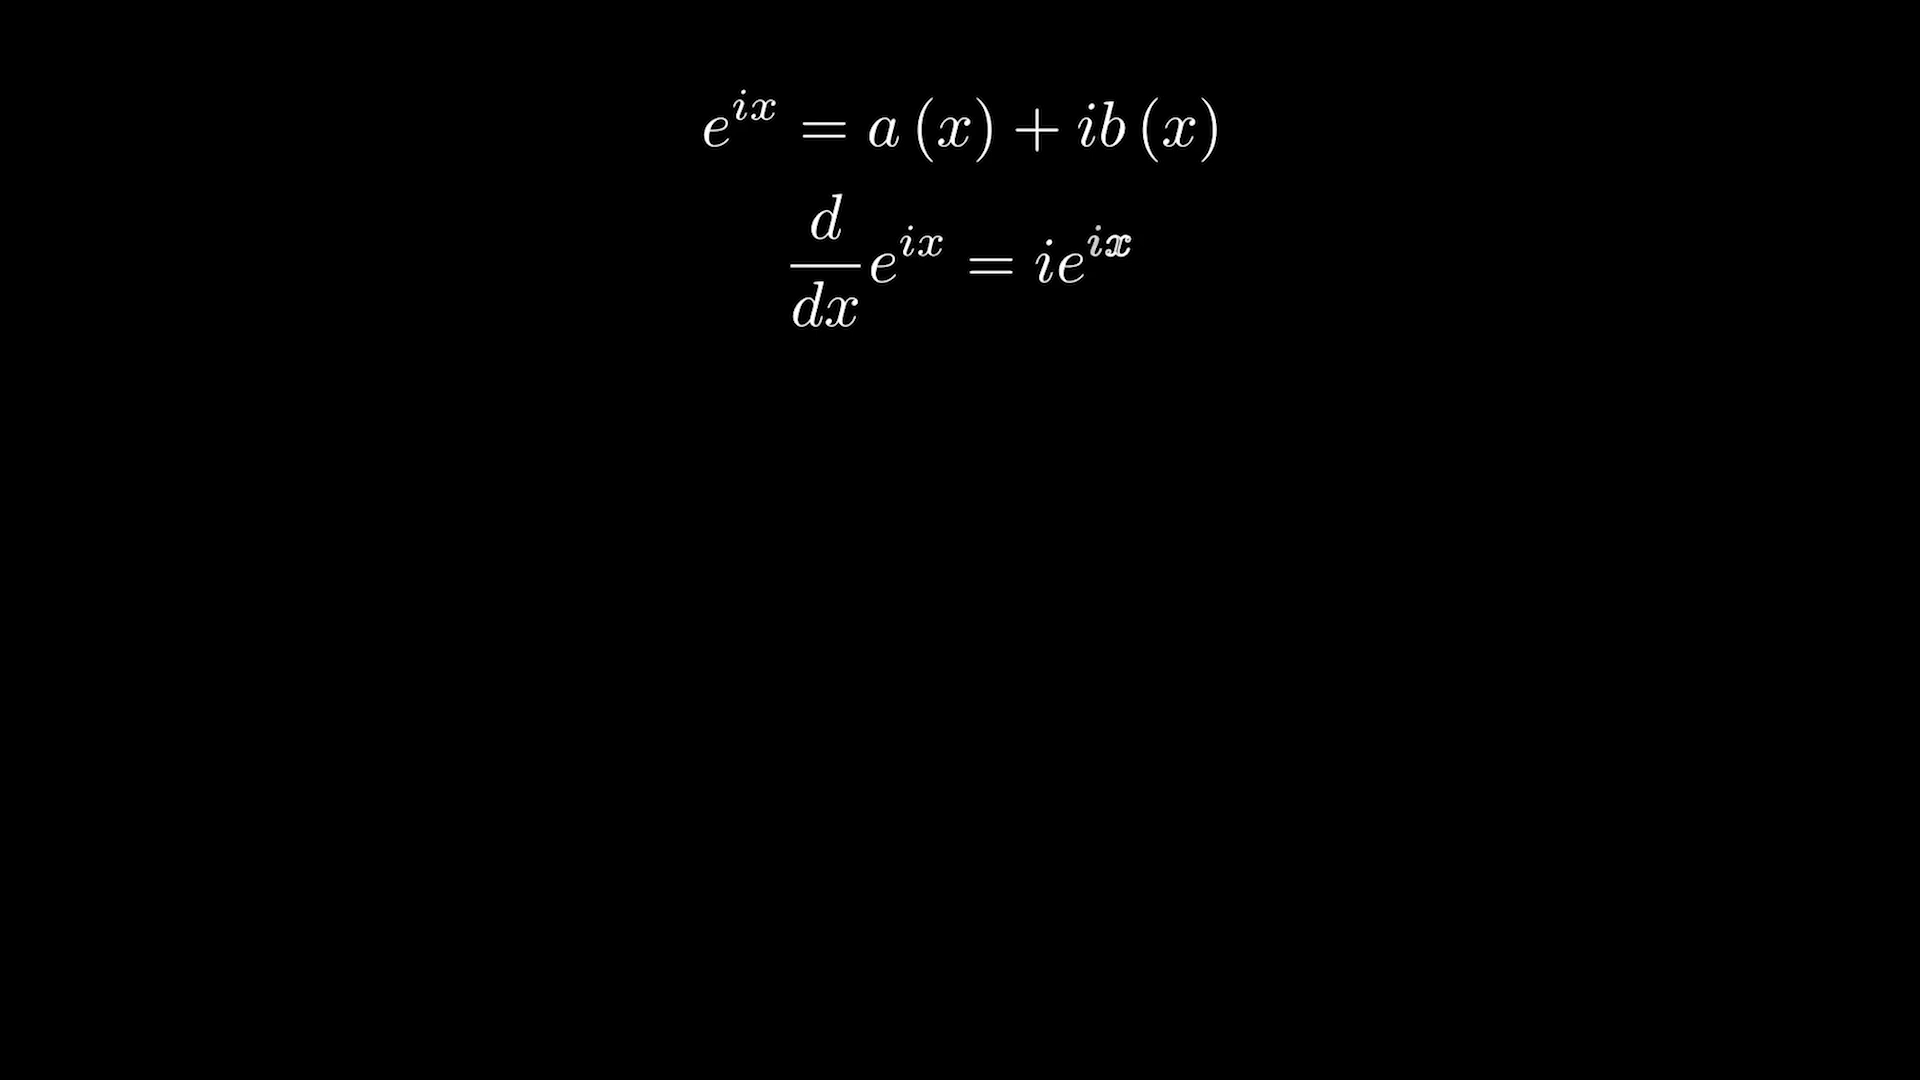 $e^{ix} = a\,(x) + ib\,(x)$
$\frac{d}{dx}e^{ix} = ie^{ix}$